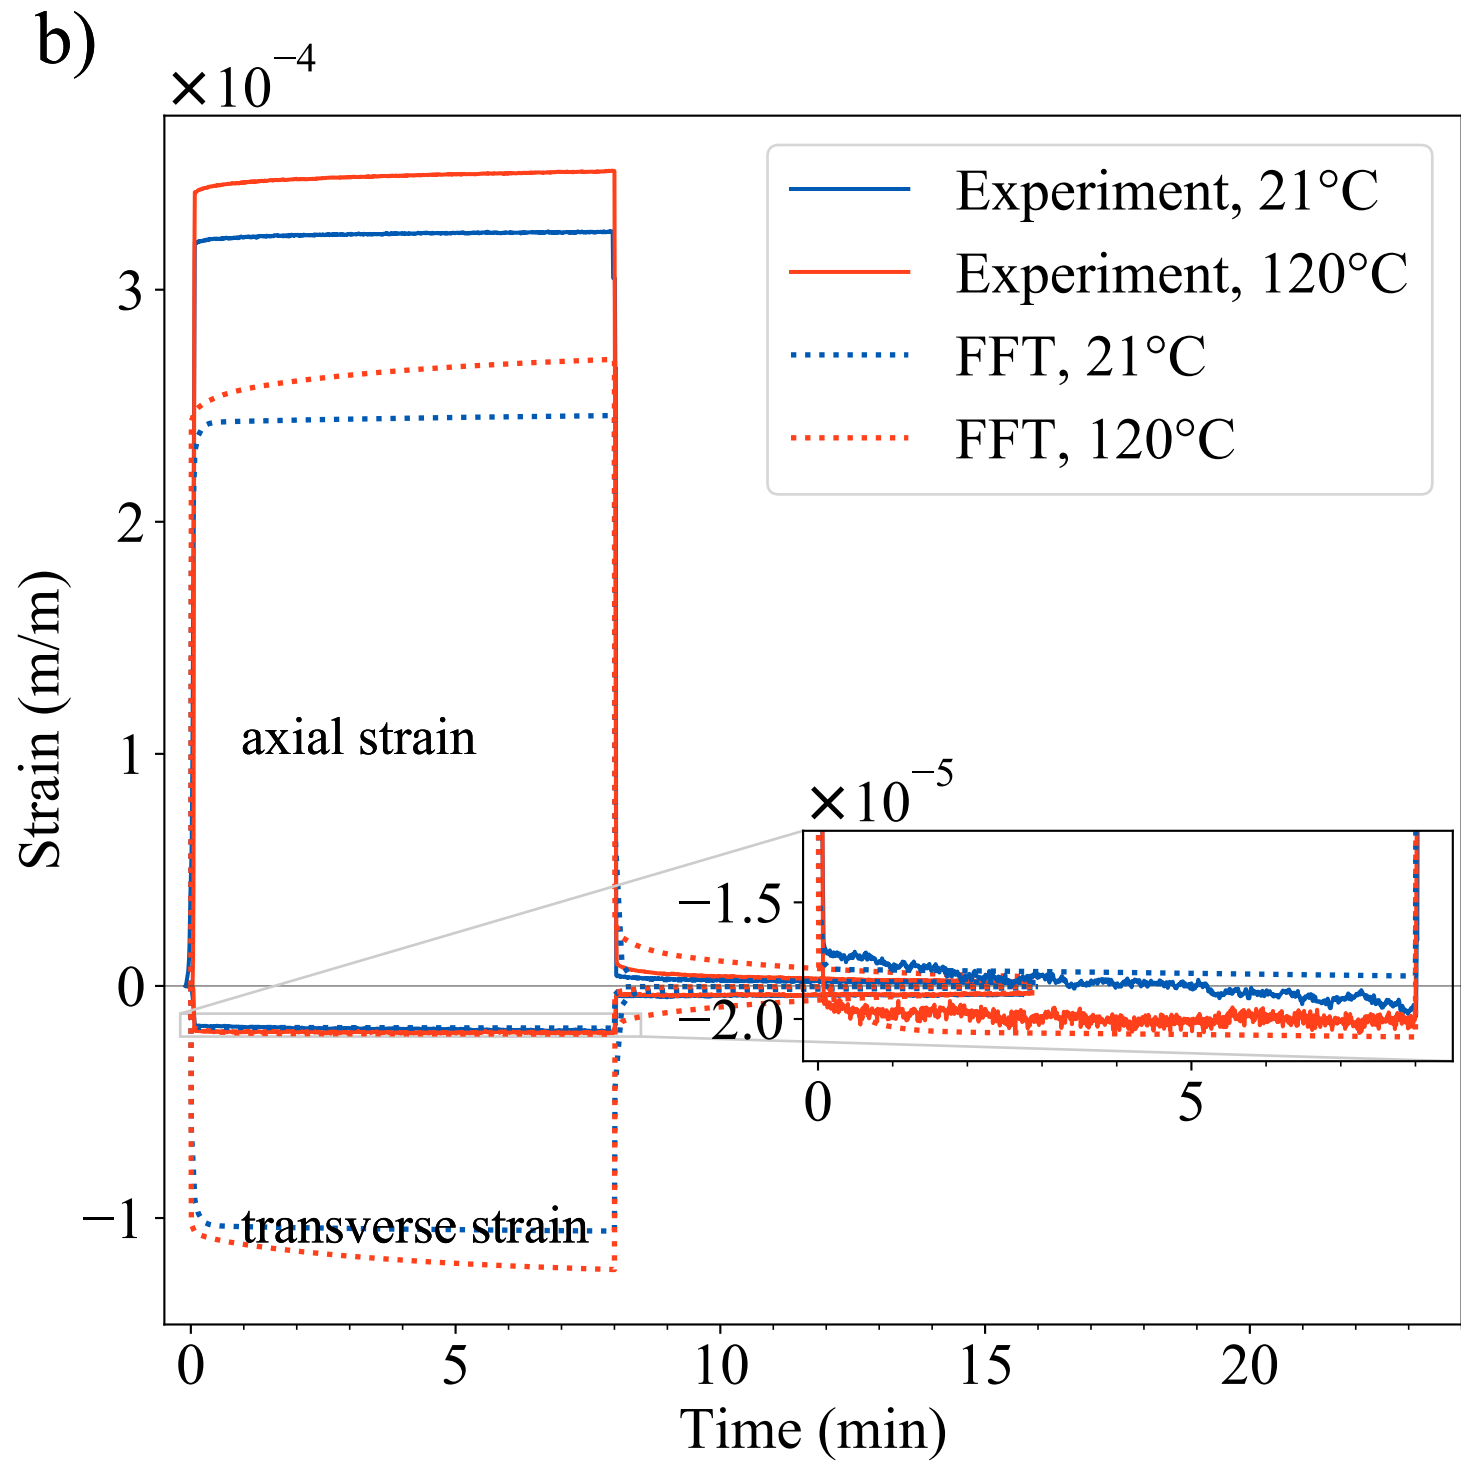 b)
×10⁻⁴
Experiment, 21°C
Experiment, 120°C
FFT, 21°C
FFT, 120°C
3
2
1
0
−1
Strain (m/m)
axial strain
transverse strain
×10⁻⁵
−1.5
−2.0
0 5
0 5 10 15 20
Time (min)